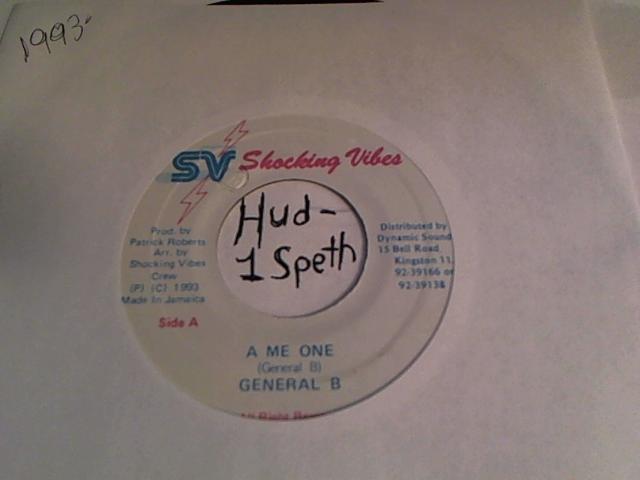 1993.
SV Shocking Vibes
Hud-
1 Speth
Prod. by
Patrick Roberts
Arr. by
Shocking Vibes
Crew
(P) (C) 1993
Made In Jamaica
Distributed by
Dynamic Sound
15 Bell Road
Kingston 11,
92-39166 or
92-39138
Side A
A ME ONE
(General B)
GENERAL B
All Right